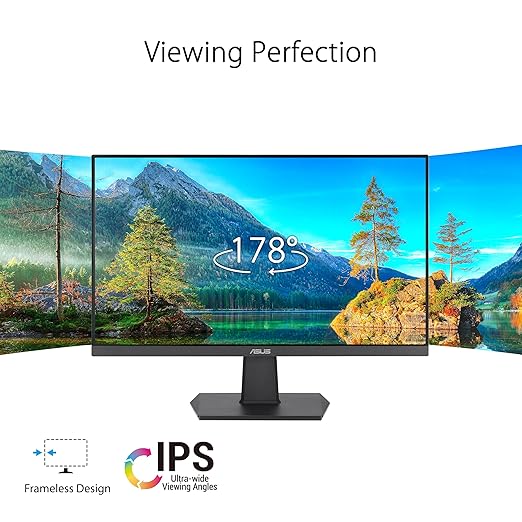 Viewing Perfection
178°
ASUS
Frameless Design
IPS
Ultra-wide
Viewing Angles